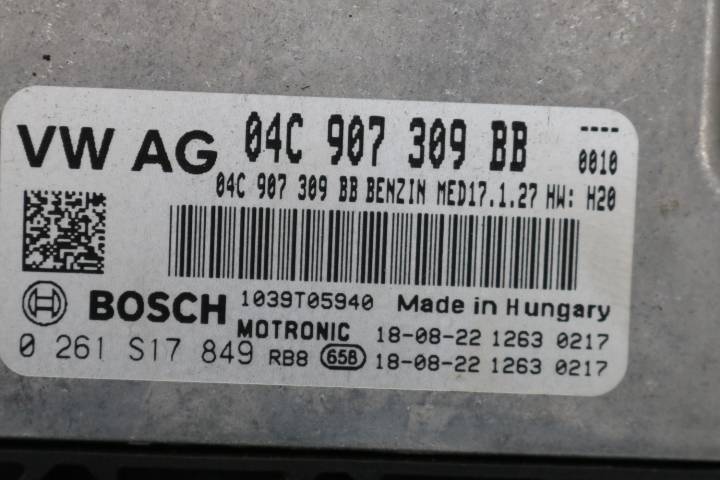 VW AG 04C 907 309 BB ----
0010
04C 907 309 BB BENZIN MED17.1.27 HW: H20
BOSCH 1039T05940 Made in Hungary
MOTRONIC 18-08-22 1263 0217
0 261 S17 849 RB8 65B 18-08-22 1263 0217